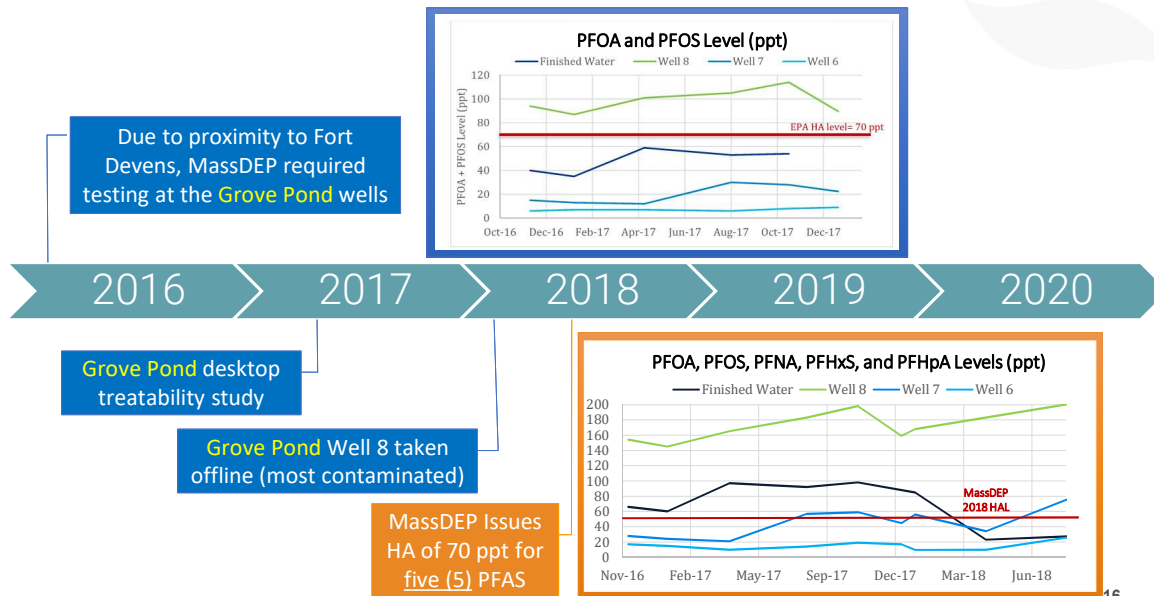 PFOA and PFOS Level (ppt)
Finished Water Well 8 Well 7 Well 6
PFOA + PFOS Level (ppt)
120
100
80
60
40
20
0
EPA HA level= 70 ppt
Oct-16 Dec-16 Feb-17 Apr-17 Jun-17 Aug-17 Oct-17 Dec-17
Due to proximity to Fort
Devens, MassDEP required
testing at the Grove Pond wells
2016 2017 2018 2019 2020
Grove Pond desktop
treatability study
Grove Pond Well 8 taken
offline (most contaminated)
MassDEP Issues
HA of 70 ppt for
five (5) PFAS
PFOA, PFOS, PFNA, PFHxS, and PFHpA Levels (ppt)
Finished Water Well 8 Well 7 Well 6
200
180
160
140
120
100
80
60
40
20
0
MassDEP
2018 HAL
Nov-16 Feb-17 May-17 Sep-17 Dec-17 Mar-18 Jun-18
16